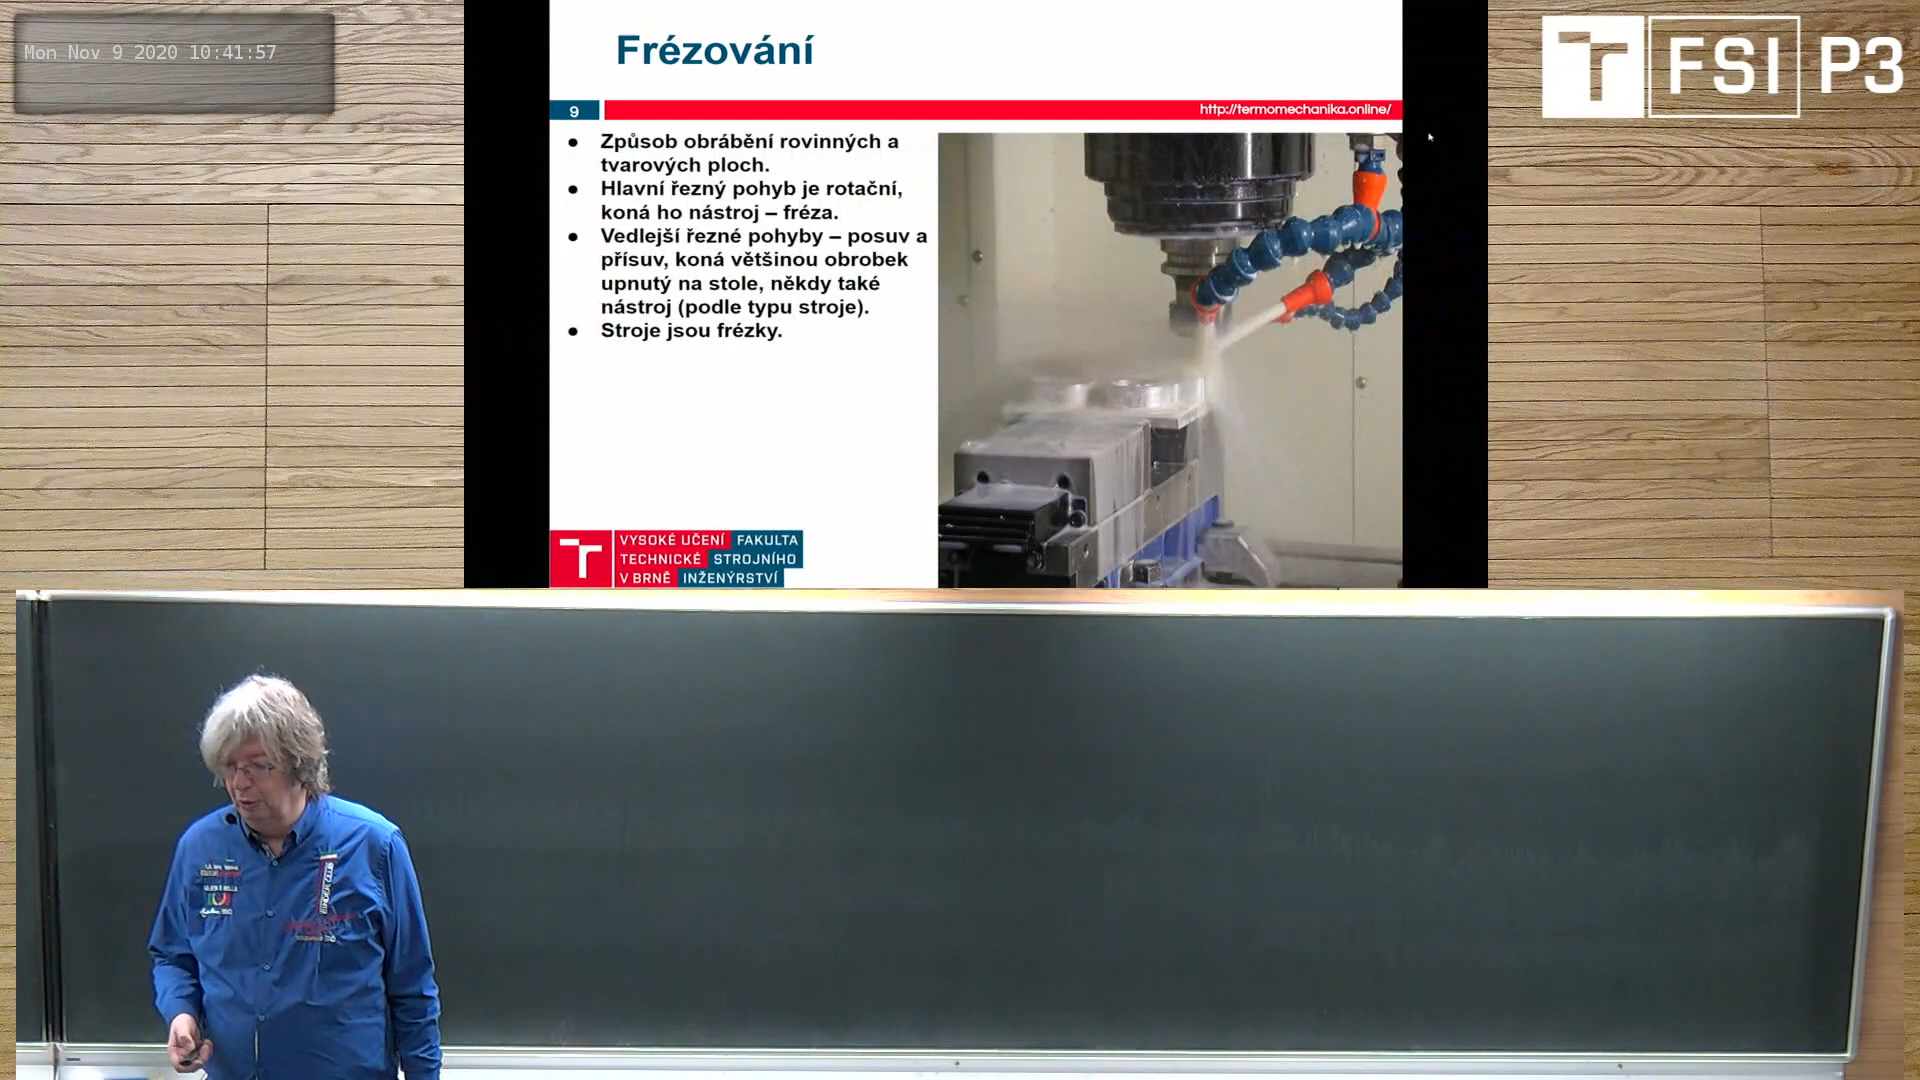 Mon Nov 9 2020 10:41:57
Frézování
FSI P3
9
http://termomechanika.online/
● Způsob obrábění rovinných a
tvarových ploch.
● Hlavní řezný pohyb je rotační,
koná ho nástroj – fréza.
● Vedlejší řezné pohyby – posuv a
přísuv, koná většinou obrobek
upnutý na stole, někdy také
nástroj (podle typu stroje).
● Stroje jsou frézky.
VYSOKÉ UČENÍ FAKULTA
TECHNICKÉ STROJNÍHO
V BRNĚ INŽENÝRSTVÍ